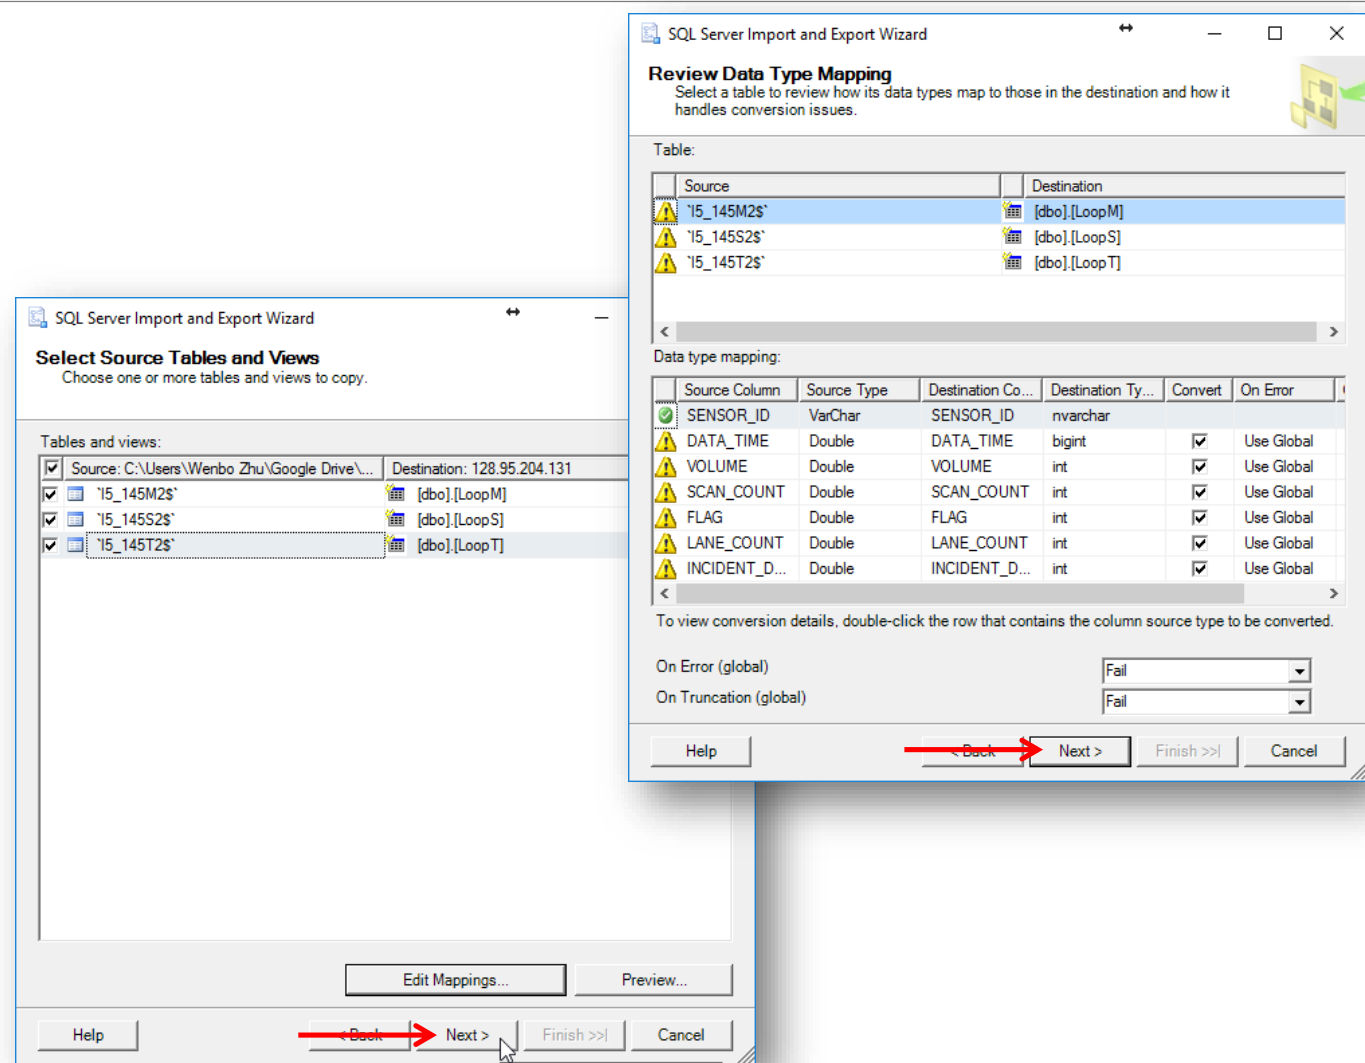 SQL Server Import and Export Wizard
Review Data Type Mapping
Select a table to review how its data types map to those in the destination and how it
handles conversion issues.
Table:
Source Destination
`I5_145M2$` [dbo].[LoopM]
`I5_145S2$` [dbo].[LoopS]
`I5_145T2$` [dbo].[LoopT]
Data type mapping:
Source Column Source Type Destination Co... Destination Ty... Convert On Error
SENSOR_ID VarChar SENSOR_ID nvarchar
DATA_TIME Double DATA_TIME bigint Use Global
VOLUME Double VOLUME int Use Global
SCAN_COUNT Double SCAN_COUNT int Use Global
FLAG Double FLAG int Use Global
LANE_COUNT Double LANE_COUNT int Use Global
INCIDENT_D... Double INCIDENT_D... int Use Global
To view conversion details, double-click the row that contains the column source type to be converted.
On Error (global) Fail
On Truncation (global) Fail
Help < Back Next > Finish >>| Cancel
SQL Server Import and Export Wizard
Select Source Tables and Views
Choose one or more tables and views to copy.
Tables and views:
Source: C:\Users\Wenbo Zhu\Google Drive\... Destination: 128.95.204.131
`I5_145M2$` [dbo].[LoopM]
`I5_145S2$` [dbo].[LoopS]
`I5_145T2$` [dbo].[LoopT]
Edit Mappings... Preview...
Help < Back Next > Finish >>| Cancel